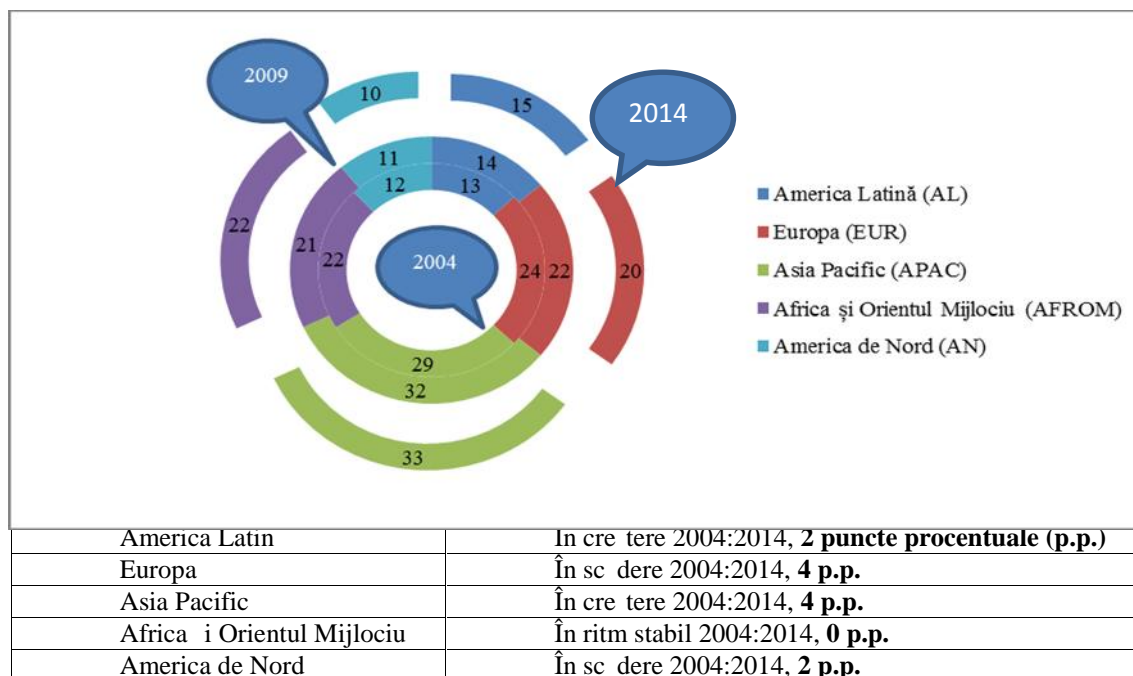 2009
10
15
2014
11
14
12
13
22
21
22
2004
24
22
20
29
32
33
America Latină (AL)
Europa (EUR)
Asia Pacific (APAC)
Africa și Orientul Mijlociu (AFROM)
America de Nord (AN)
America Latin În cre tere 2004:2014, 2 puncte procentuale (p.p.)
Europa În sc dere 2004:2014, 4 p.p.
Asia Pacific În cre tere 2004:2014, 4 p.p.
Africa i Orientul Mijlociu În ritm stabil 2004:2014, 0 p.p.
America de Nord În sc dere 2004:2014, 2 p.p.